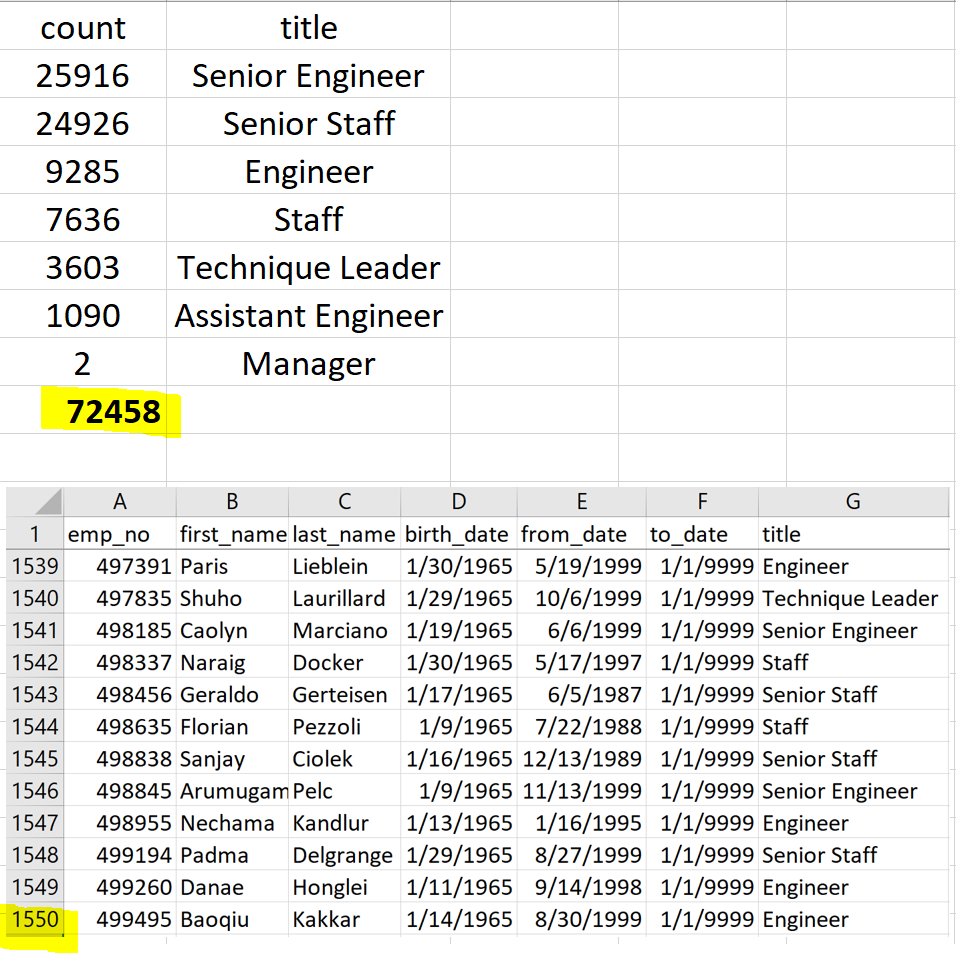 count title
25916 Senior Engineer
24926 Senior Staff
9285 Engineer
7636 Staff
3603 Technique Leader
1090 Assistant Engineer
2 Manager
72458
A B C D E F G
1 emp_no first_name last_name birth_date from_date to_date title
1539 497391 Paris Lieblein 1/30/1965 5/19/1999 1/1/9999 Engineer
1540 497835 Shuho Laurillard 1/29/1965 10/6/1999 1/1/9999 Technique Leader
1541 498185 Caolyn Marciano 1/19/1965 6/6/1999 1/1/9999 Senior Engineer
1542 498337 Naraig Docker 1/30/1965 5/17/1997 1/1/9999 Staff
1543 498456 Geraldo Gerteisen 1/17/1965 6/5/1987 1/1/9999 Senior Staff
1544 498635 Florian Pezzoli 1/9/1965 7/22/1988 1/1/9999 Staff
1545 498838 Sanjay Ciolek 1/16/1965 12/13/1989 1/1/9999 Senior Staff
1546 498845 Arumugam Pelc 1/9/1965 11/13/1999 1/1/9999 Senior Engineer
1547 498955 Nechama Kandlur 1/13/1965 1/16/1995 1/1/9999 Engineer
1548 499194 Padma Delgrange 1/29/1965 8/27/1999 1/1/9999 Senior Staff
1549 499260 Danae Honglei 1/11/1965 9/14/1998 1/1/9999 Engineer
1550 499495 Baoqiu Kakkar 1/14/1965 8/30/1999 1/1/9999 Engineer